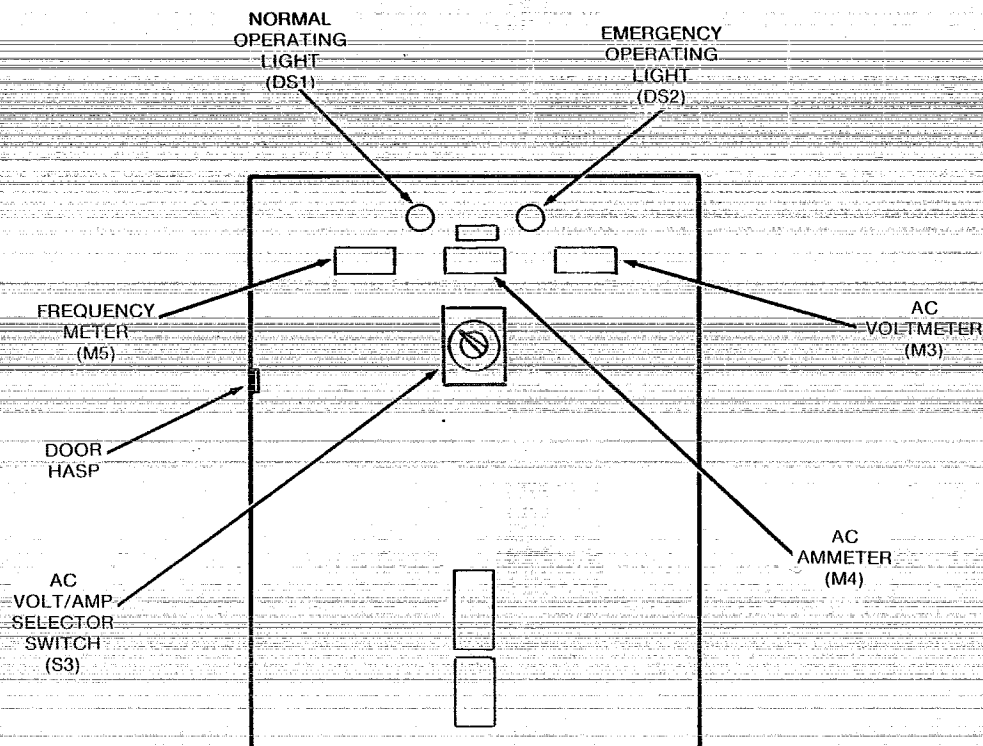 NORMAL
OPERATING
LIGHT
(DS1)
EMERGENCY
OPERATING
LIGHT
(DS2)
FREQUENCY
METER
(M5)
AC
VOLTMETER
(M3)
DOOR
HASP
AC
AMMETER
(M4)
AC
VOLT/AMP
SELECTOR
SWITCH
(S3)